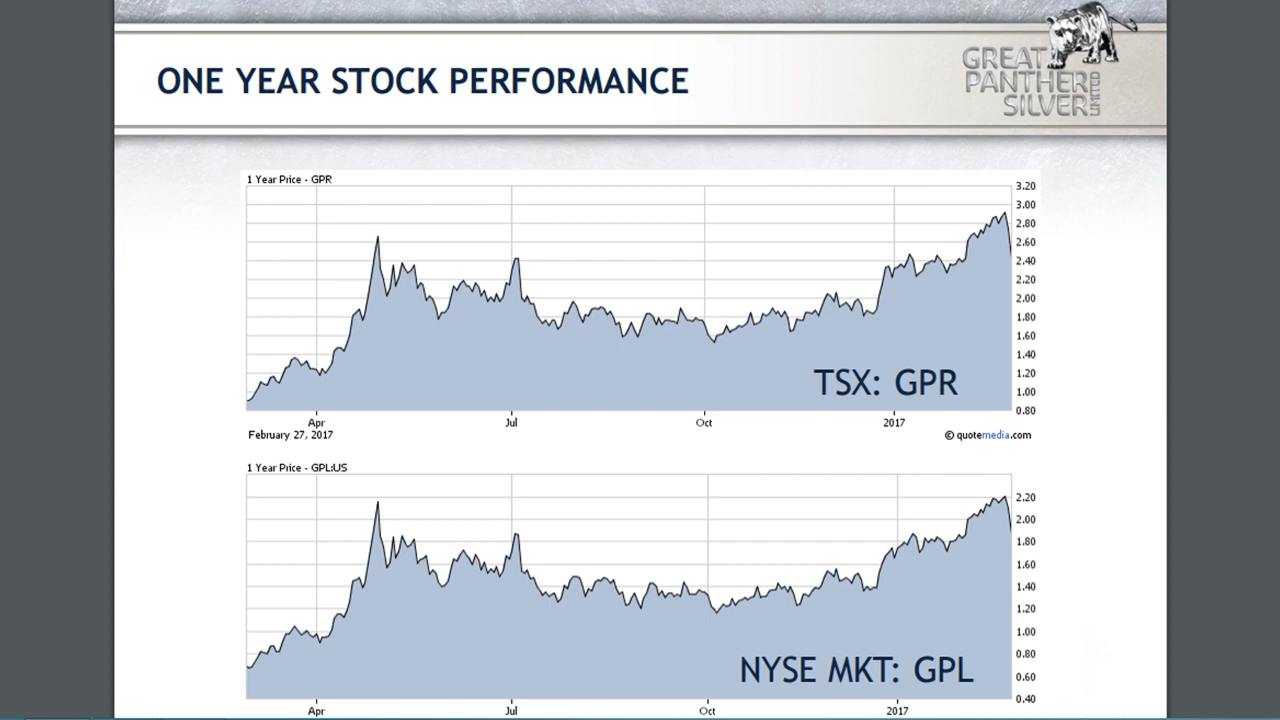 ONE YEAR STOCK PERFORMANCE
GREAT
PANTHER
SILVER
LIMITED
1 Year Price - GPR
3.20
3.00
2.80
2.60
2.40
2.20
2.00
1.80
1.60
1.40
1.20
1.00
0.80
TSX: GPR
Apr Jul Oct 2017
February 27, 2017 © quotemedia.com
1 Year Price - GPL:US
2.20
2.00
1.80
1.60
1.40
1.20
1.00
0.80
0.60
0.40
NYSE MKT: GPL
Apr Jul Oct 2017